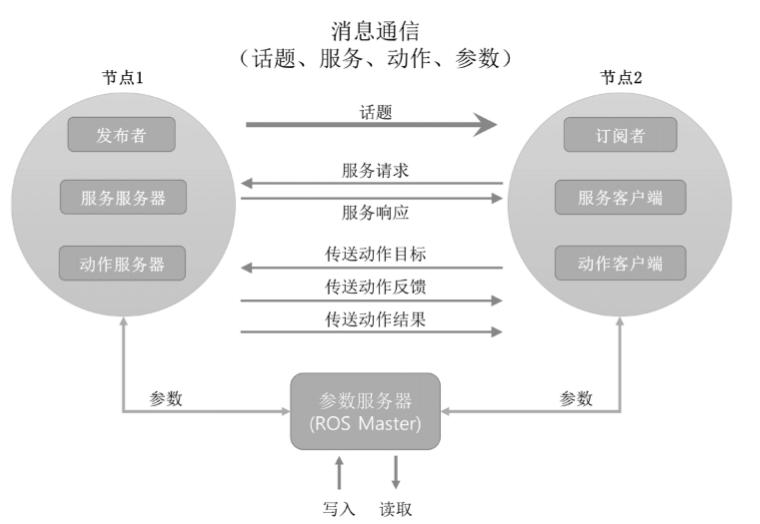 消息通信
（话题、服务、动作、参数）
节点1
节点2
话题
发布者
订阅者
服务请求
服务服务器
服务客户端
服务响应
传送动作目标
动作服务器
动作客户端
传送动作反馈
传送动作结果
参数
参数服务器
(ROS Master)
参数
写入
读取